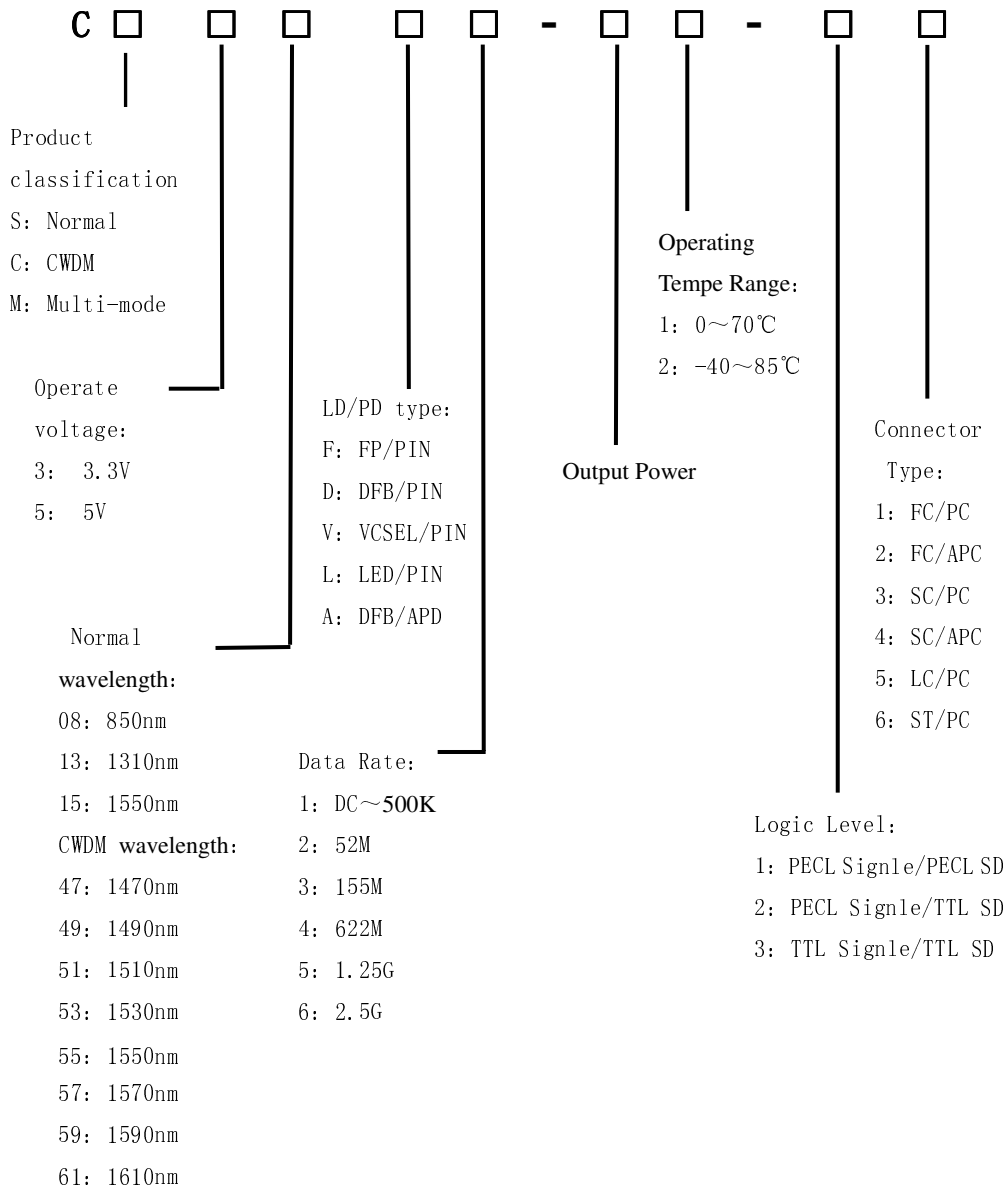 C □ □ □ □ □ - □ □ - □ □
Product
classification
S: Normal
C: CWDM
M: Multi-mode
Operate
voltage:
3: 3.3V
5: 5V
Normal
wavelength:
08: 850nm
13: 1310nm
15: 1550nm
CWDM wavelength:
47: 1470nm
49: 1490nm
51: 1510nm
53: 1530nm
55: 1550nm
57: 1570nm
59: 1590nm
61: 1610nm
LD/PD type:
F: FP/PIN
D: DFB/PIN
V: VCSEL/PIN
L: LED/PIN
A: DFB/APD
Data Rate:
1: DC～500K
2: 52M
3: 155M
4: 622M
5: 1.25G
6: 2.5G
Output Power
Operating
Tempe Range:
1: 0～70℃
2: -40～85℃
Logic Level:
1: PECL Signle/PECL SD
2: PECL Signle/TTL SD
3: TTL Signle/TTL SD
Connector
Type:
1: FC/PC
2: FC/APC
3: SC/PC
4: SC/APC
5: LC/PC
6: ST/PC